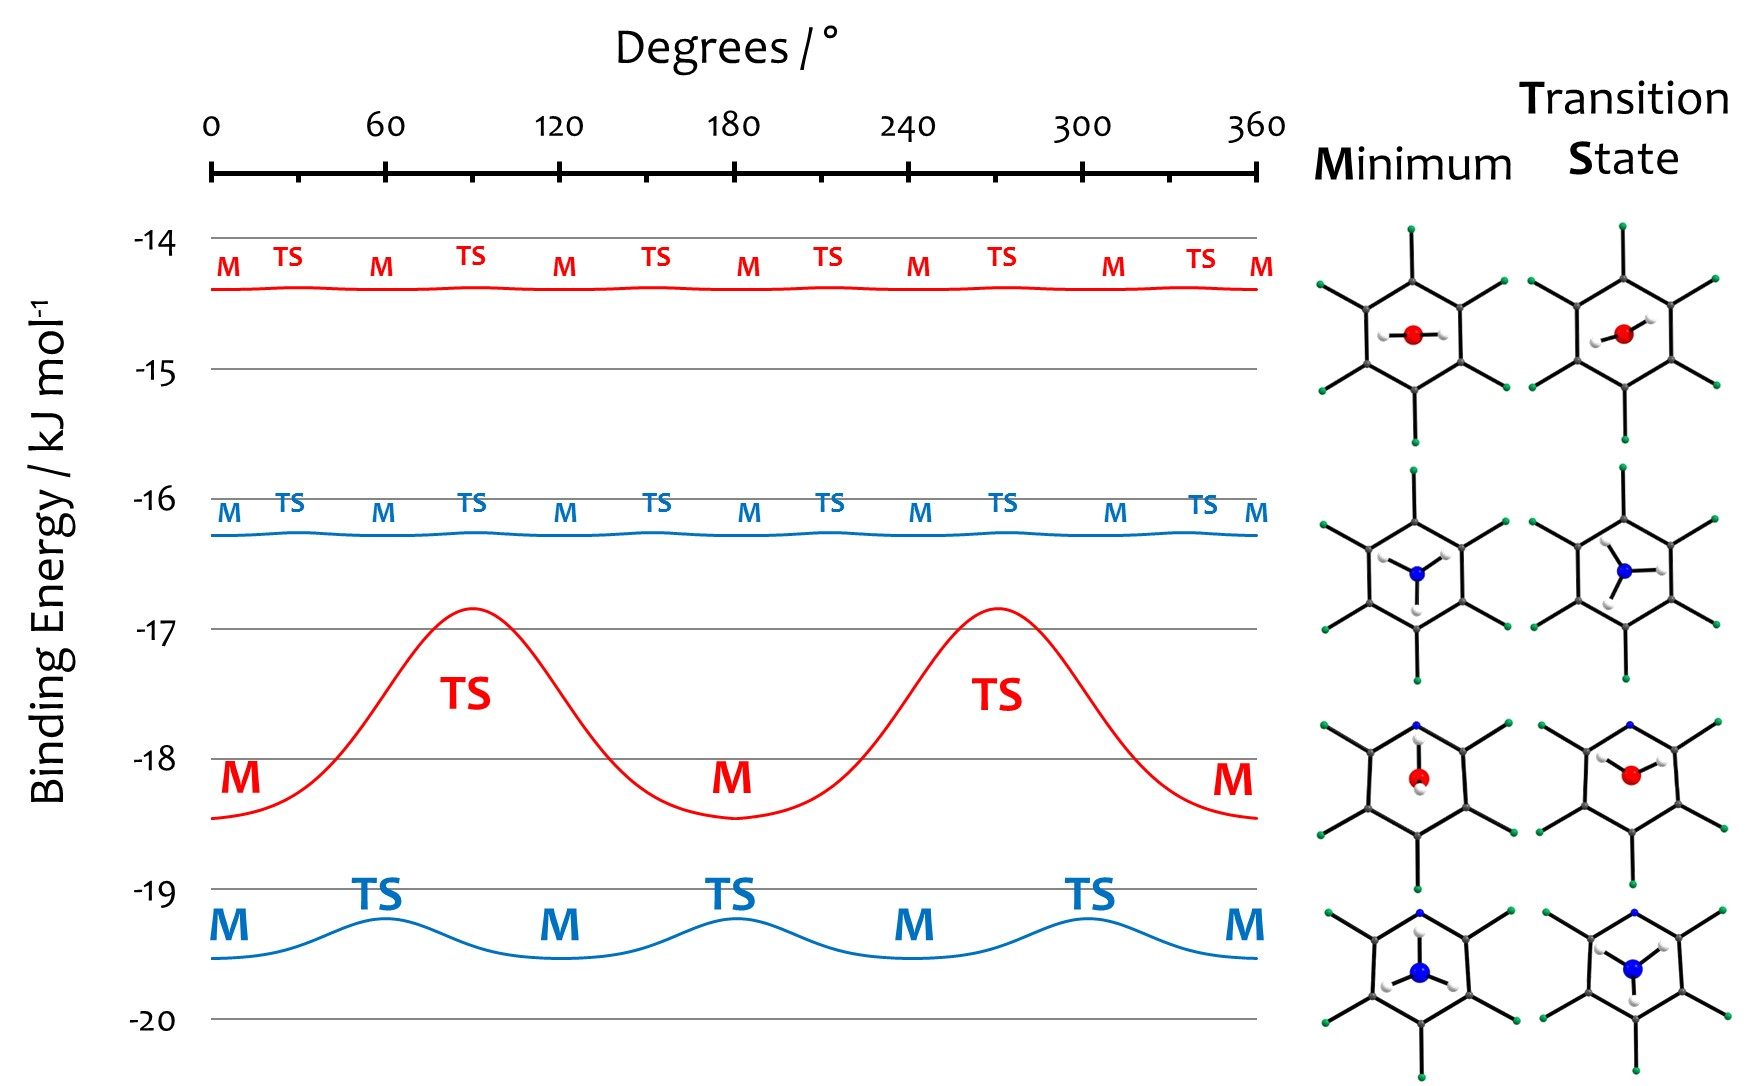 Degrees / °
0 60 120 180 240 300 360
Transition
Minimum State
Binding Energy / kJ mol⁻¹
-14
M TS M TS M TS M TS M TS M TS M
-15
-16
M TS M TS M TS M TS M TS M TS M
-17
TS TS
-18
M M M
-19
TS TS TS
M M M M
-20